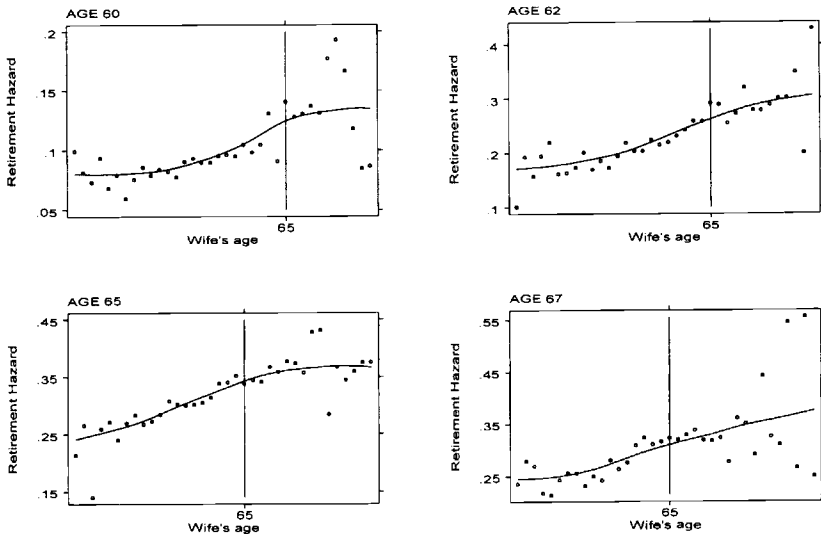 AGE 60
Retirement Hazard
.2
.15
.1
.05
65
Wife's age
AGE 62
Retirement Hazard
.4
.3
.2
.1
65
Wife's age
AGE 65
Retirement Hazard
.45
.35
.25
.15
65
Wife's age
AGE 67
Retirement Hazard
.55
.45
.35
.25
65
Wife's age